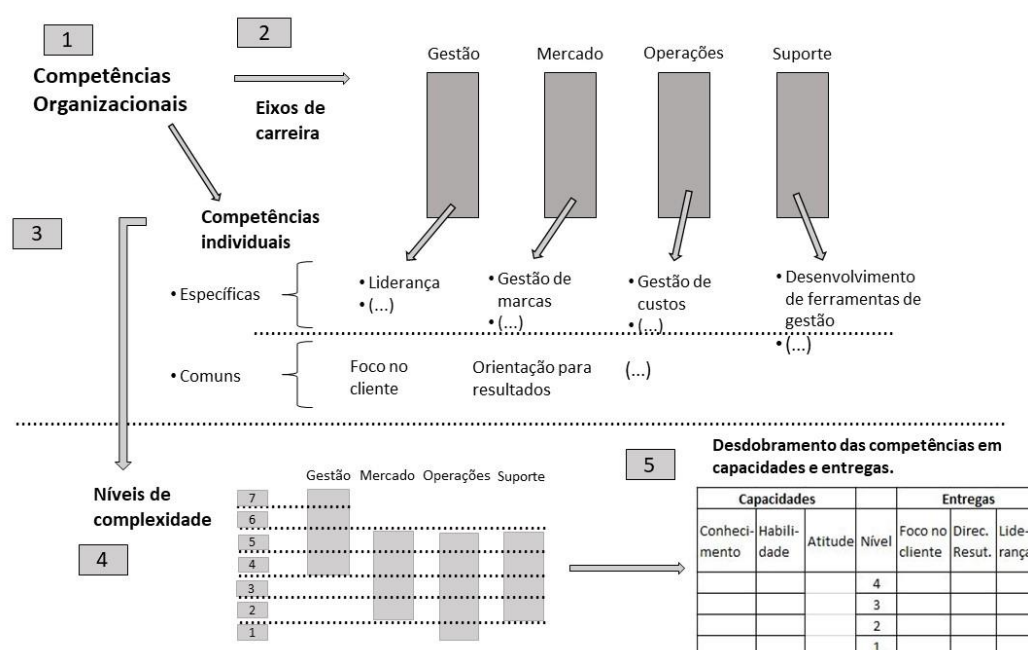 1
Competências
Organizacionais
2
Eixos de
carreira
Gestão Mercado Operações Suporte
3
Competências
individuais
• Específicas
• Liderança
• (...)
• Gestão de
marcas
• (...)
• Gestão de
custos
• (...)
• Desenvolvimento
de ferramentas de
gestão
• (...)
• Comuns
Foco no
cliente
Orientação para
resultados
(...)
Níveis de
complexidade
4
Gestão Mercado Operações Suporte
7
6
5
4
3
2
1
5
Desdobramento das competências em
capacidades e entregas.
Capacidades Entregas
Conheci-
mento
Habili-
dade
Atitude
Nível
Foco no
cliente
Direc.
Resut.
Lide-
rança
4
3
2
1